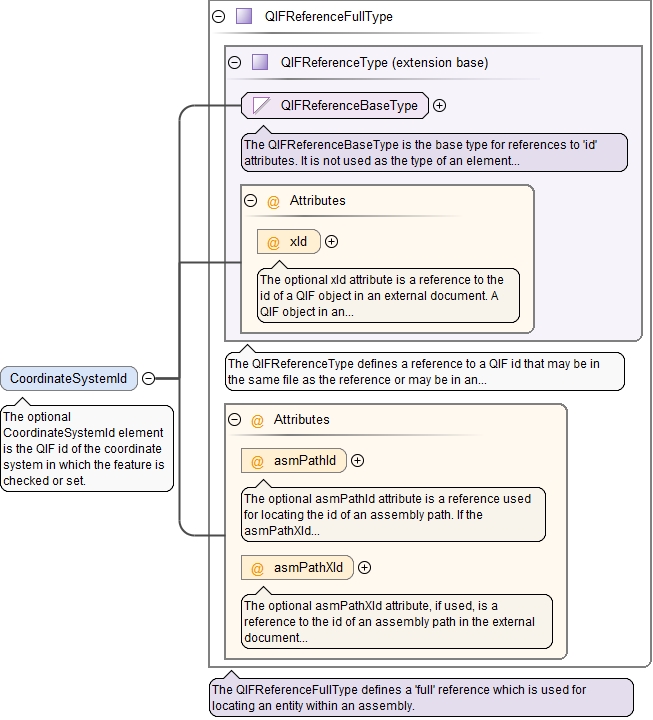 QIFReferenceFullType
QIFReferenceType (extension base)
QIFReferenceBaseType
The QIFReferenceBaseType is the base type for references to 'id'
attributes. It is not used as the type of an element...
@ Attributes
@ xId
The optional xId attribute is a reference to the
id of a QIF object in an external document. A
QIF object in an...
The QIFReferenceType defines a reference to a QIF id that may be in
the same file as the reference or may be in an...
CoordinateSystemId
The optional
CoordinateSystemId element
is the QIF id of the coordinate
system in which the feature is
checked or set.
@ Attributes
@ asmPathId
The optional asmPathId attribute is a reference used
for locating the id of an assembly path. If the
asmPathXId...
@ asmPathXId
The optional asmPathXId attribute, if used, is a
reference to the id of an assembly path in the external
document...
The QIFReferenceFullType defines a 'full' reference which is used for
locating an entity within an assembly.